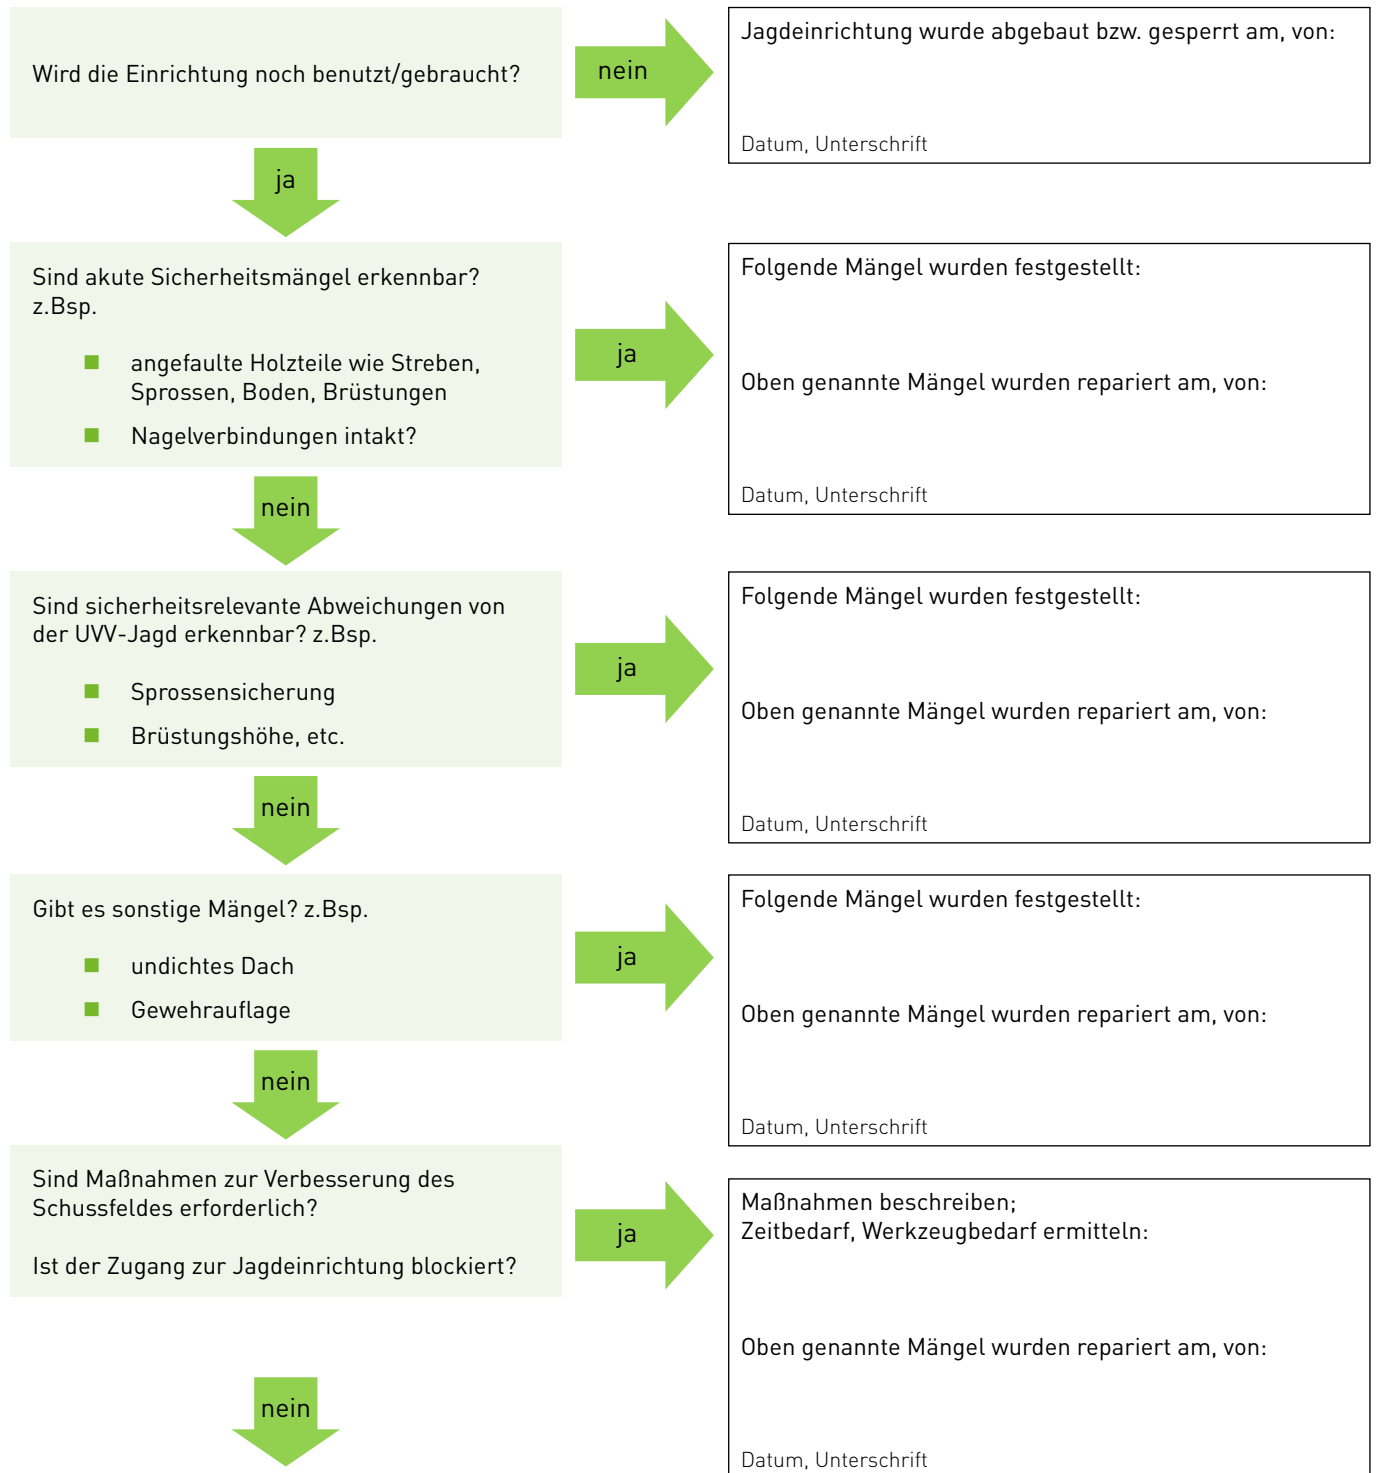 Wird die Einrichtung noch benutzt/gebraucht?
nein
Jagdeinrichtung wurde abgebaut bzw. gesperrt am, von:
Datum, Unterschrift
ja
Sind akute Sicherheitsmängel erkennbar?
z.Bsp.
angefaulte Holzteile wie Streben,
Sprossen, Boden, Brüstungen
Nagelverbindungen intakt?
ja
Folgende Mängel wurden festgestellt:
Oben genannte Mängel wurden repariert am, von:
Datum, Unterschrift
nein
Sind sicherheitsrelevante Abweichungen von
der UVV-Jagd erkennbar? z.Bsp.
Sprossensicherung
Brüstungshöhe, etc.
ja
Folgende Mängel wurden festgestellt:
Oben genannte Mängel wurden repariert am, von:
Datum, Unterschrift
nein
Gibt es sonstige Mängel? z.Bsp.
undichtes Dach
Gewehrauflage
ja
Folgende Mängel wurden festgestellt:
Oben genannte Mängel wurden repariert am, von:
Datum, Unterschrift
nein
Sind Maßnahmen zur Verbesserung des
Schussfeldes erforderlich?
Ist der Zugang zur Jagdeinrichtung blockiert?
ja
Maßnahmen beschreiben;
Zeitbedarf, Werkzeugbedarf ermitteln:
Oben genannte Mängel wurden repariert am, von:
Datum, Unterschrift
nein